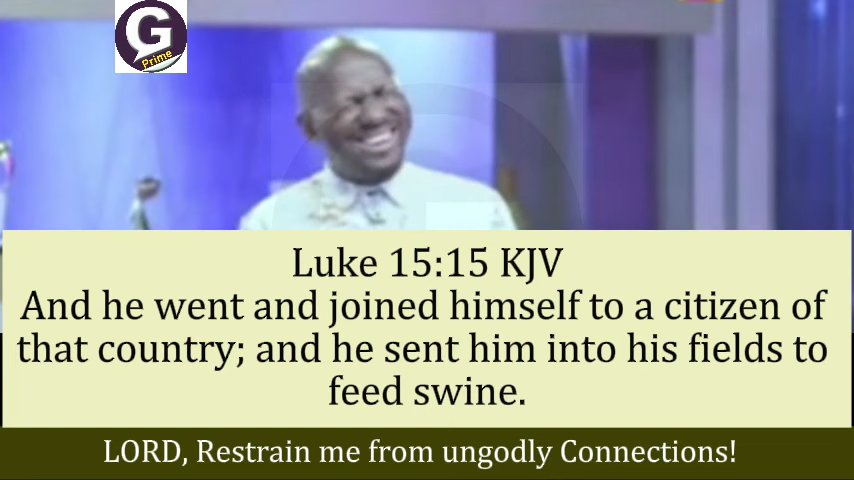 G
Prime
Luke 15:15 KJV
And he went and joined himself to a citizen of
that country; and he sent him into his fields to
feed swine.
LORD, Restrain me from ungodly Connections!